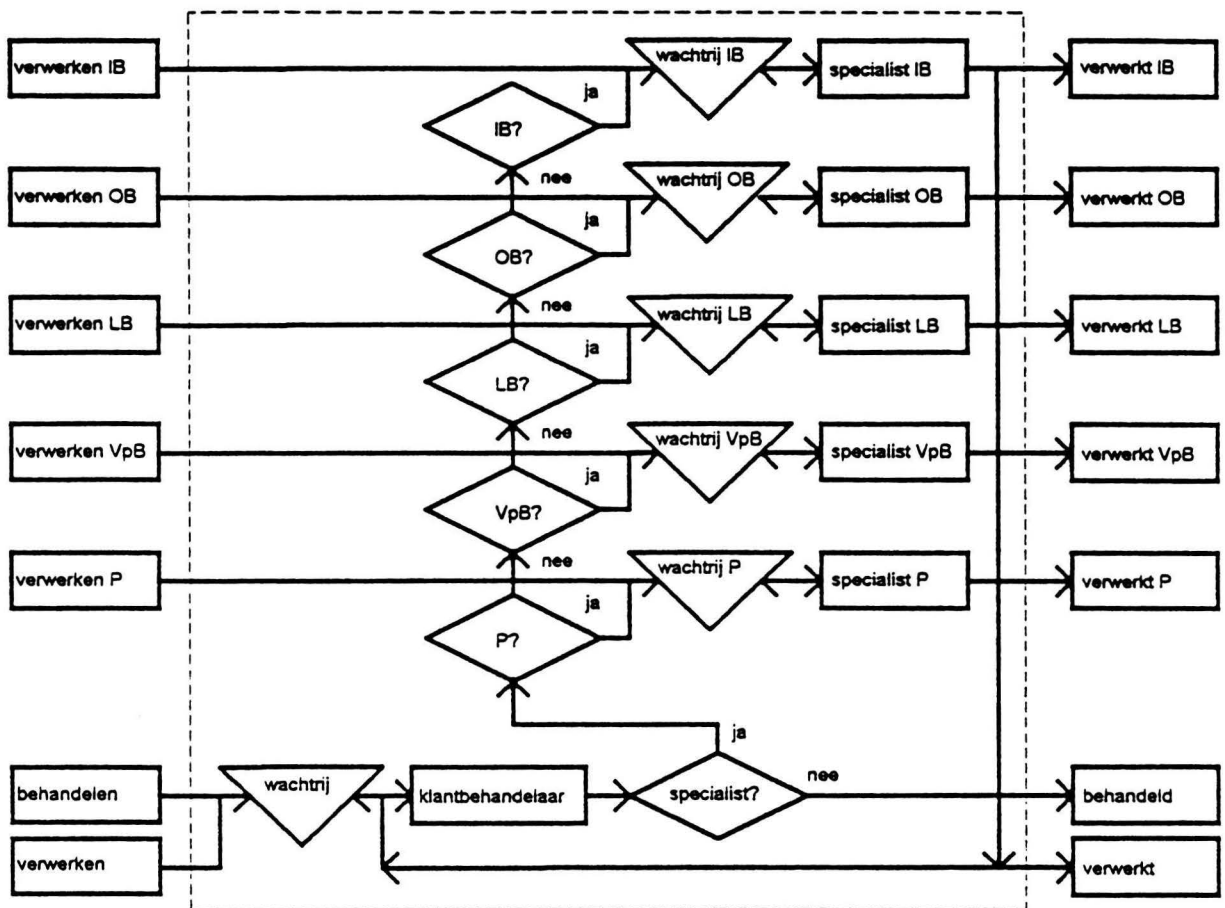 verwerken IB
wachtrij IB
specialist IB
verwerkt IB
ja
IB?
nee
verwerken OB
wachtrij OB
specialist OB
verwerkt OB
ja
OB?
nee
verwerken LB
wachtrij LB
specialist LB
verwerkt LB
ja
LB?
nee
verwerken VpB
wachtrij VpB
specialist VpB
verwerkt VpB
ja
VpB?
nee
verwerken P
wachtrij P
specialist P
verwerkt P
ja
P?
ja
behandelen
wachtrij
klantbehandelaar
specialist?
nee
behandeld
verwerken
verwerkt